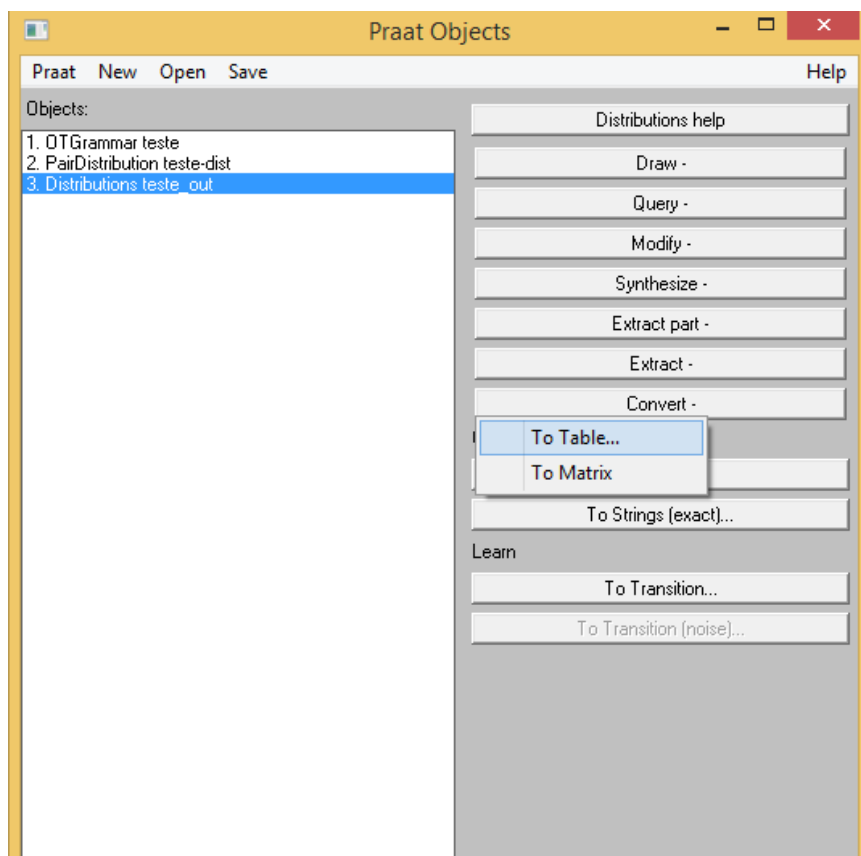 Praat Objects
Praat New Open Save Help
Objects:
1. OTGrammar teste
2. PairDistribution teste-dist
3. Distributions teste_out
Distributions help
Draw -
Query -
Modify -
Synthesize -
Extract part -
Extract -
Convert -
To Table...
To Matrix
To Strings (exact)...
Learn
To Transition...
To Transition (noise)...